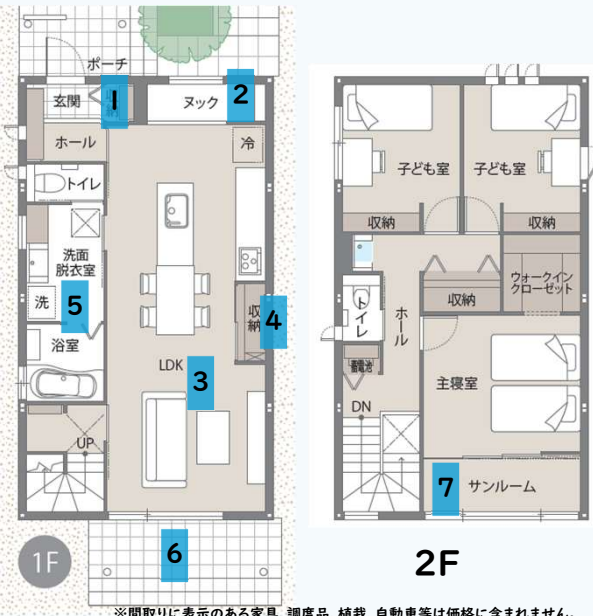 ポーチ
玄関
1
ヌック
2
ホール
冷
トイレ
洗面
脱衣室
洗
5
収納
4
浴室
LDK
3
UP
1F
6
子ども室
子ども室
収納
収納
ウォークイン
クローゼット
収納
トイレ
ホール
蓄電池
主寝室
DN
7
サンルーム
2F
※間取りに表示のある家具、調度品、植栽、自動車等は価格に含まれません。